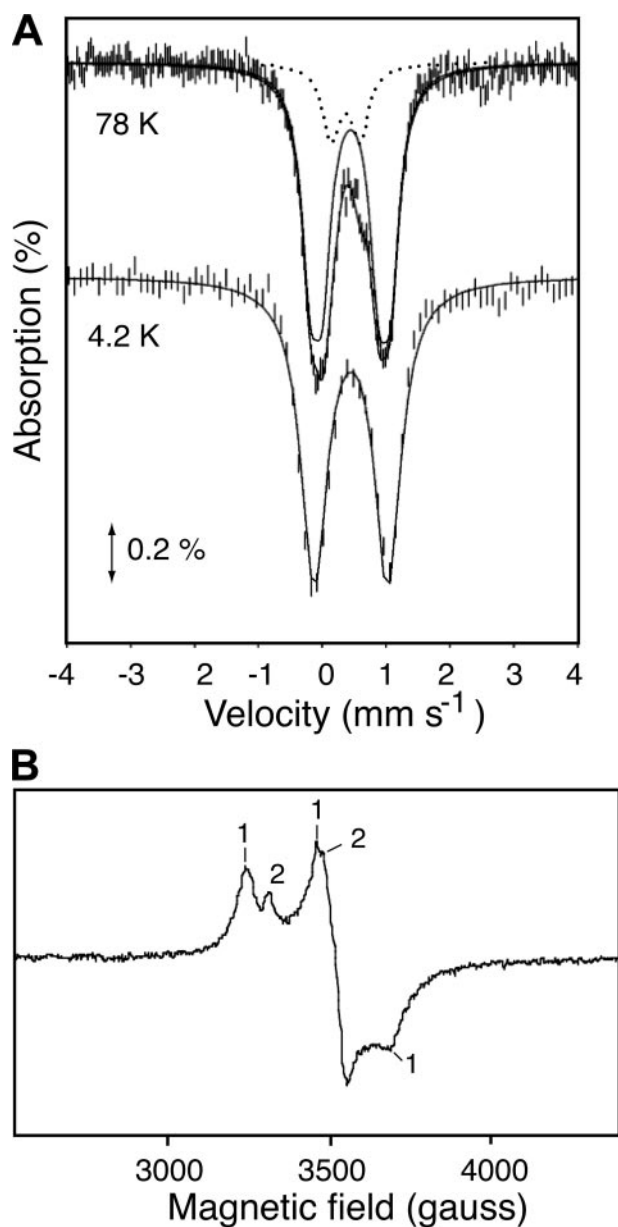 A
78 K
4.2 K
0.2 %
Absorption (%)
-4 -3 2 -1 0 1 2 3 4
Velocity (mm s⁻¹ )
B
1
2
1
2
1
3000 3500 4000
Magnetic field (gauss)